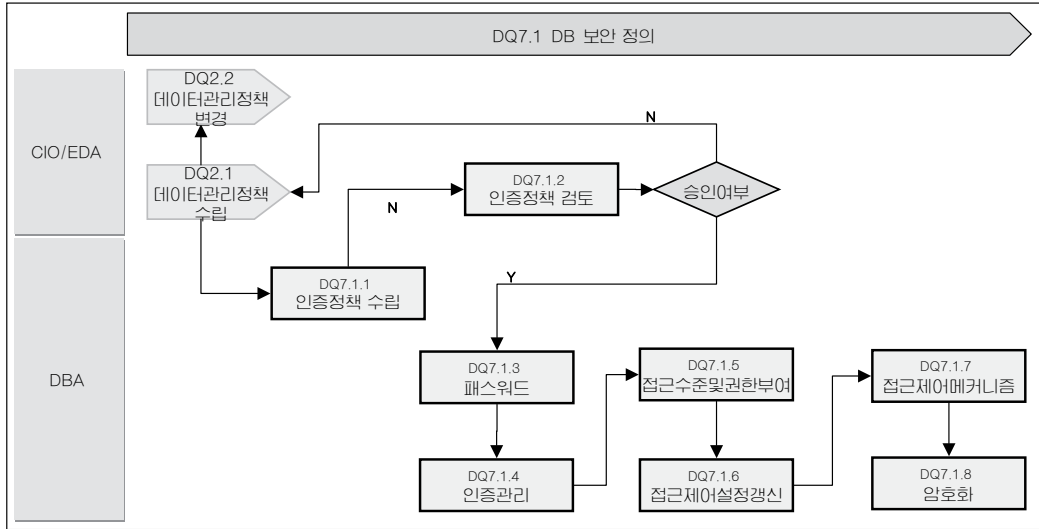 DQ7.1 DB 보안 정의
CIO/EDA
DQ2.2
데이터관리정책
변경
DQ2.1
데이터관리정책
수립
N
N
DQ7.1.2
인증정책 검토
승인여부
DBA
DQ7.1.1
인증정책 수립
Y
DQ7.1.3
패스워드
DQ7.1.4
인증관리
DQ7.1.5
접근수준및권한부여
DQ7.1.6
접근제어설정갱신
DQ7.1.7
접근제어메커니즘
DQ7.1.8
암호화